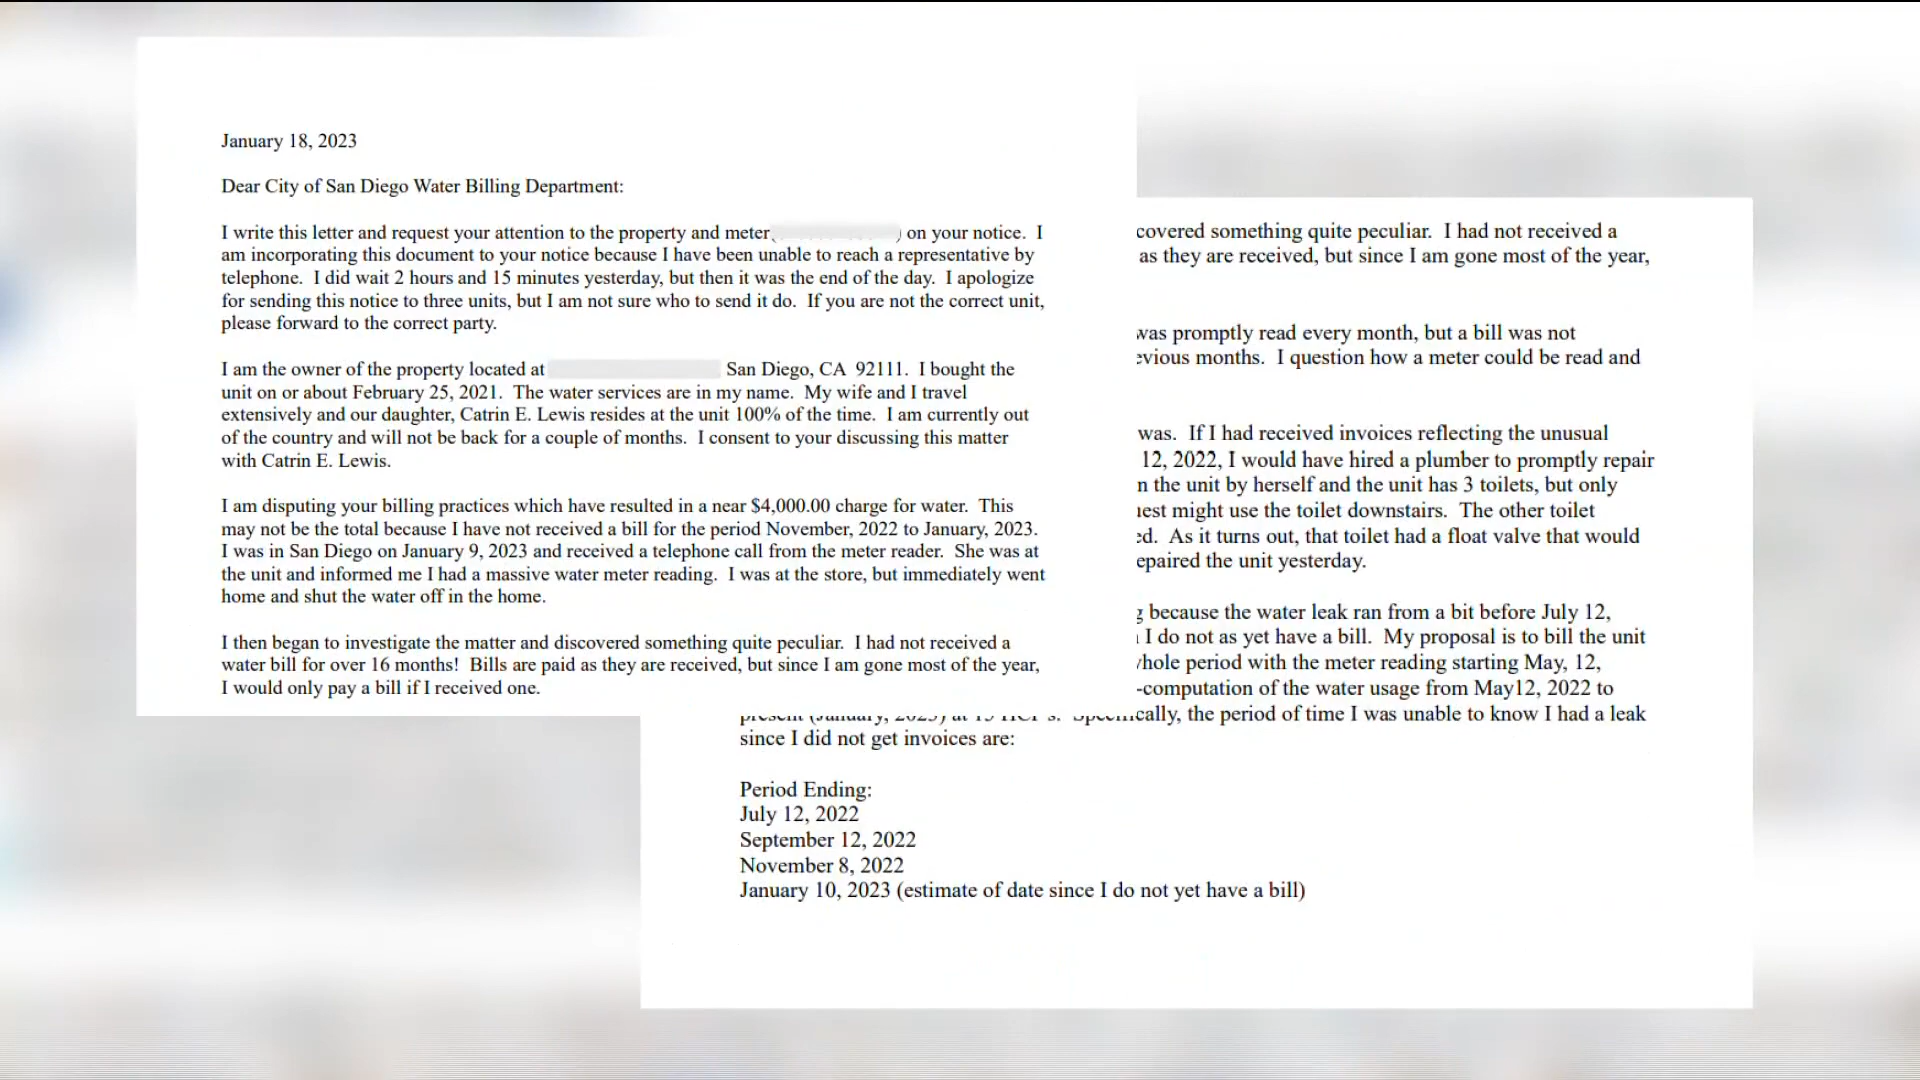 January 18, 2023
Dear City of San Diego Water Billing Department:
I write this letter and request your attention to the property and meter( ) on your notice. I
am incorporating this document to your notice because I have been unable to reach a representative by
telephone. I did wait 2 hours and 15 minutes yesterday, but then it was the end of the day. I apologize
for sending this notice to three units, but I am not sure who to send it do. If you are not the correct unit,
please forward to the correct party.
I am the owner of the property located at San Diego, CA 92111. I bought the
unit on or about February 25, 2021. The water services are in my name. My wife and I travel
extensively and our daughter, Catrin E. Lewis resides at the unit 100% of the time. I am currently out
of the country and will not be back for a couple of months. I consent to your discussing this matter
with Catrin E. Lewis.
I am disputing your billing practices which have resulted in a near $4,000.00 charge for water. This
may not be the total because I have not received a bill for the period November, 2022 to January, 2023.
I was in San Diego on January 9, 2023 and received a telephone call from the meter reader. She was at
the unit and informed me I had a massive water meter reading. I was at the store, but immediately went
home and shut the water off in the home.
I then began to investigate the matter and discovered something quite peculiar. I had not received a
water bill for over 16 months! Bills are paid as they are received, but since I am gone most of the year,
I would only pay a bill if I received one.
covered something quite peculiar. I had not received a
as they are received, but since I am gone most of the year,
was promptly read every month, but a bill was not
evious months. I question how a meter could be read and
was. If I had received invoices reflecting the unusual
12, 2022, I would have hired a plumber to promptly repair
n the unit by herself and the unit has 3 toilets, but only
uest might use the toilet downstairs. The other toilet
ed. As it turns out, that toilet had a float valve that would
epaired the unit yesterday.
g because the water leak ran from a bit before July 12,
I do not as yet have a bill. My proposal is to bill the unit
whole period with the meter reading starting May, 12,
-computation of the water usage from May12, 2022 to
present (January, 2023) at 15 HCF's. Specifically, the period of time I was unable to know I had a leak
since I did not get invoices are:
Period Ending:
July 12, 2022
September 12, 2022
November 8, 2022
January 10, 2023 (estimate of date since I do not yet have a bill)